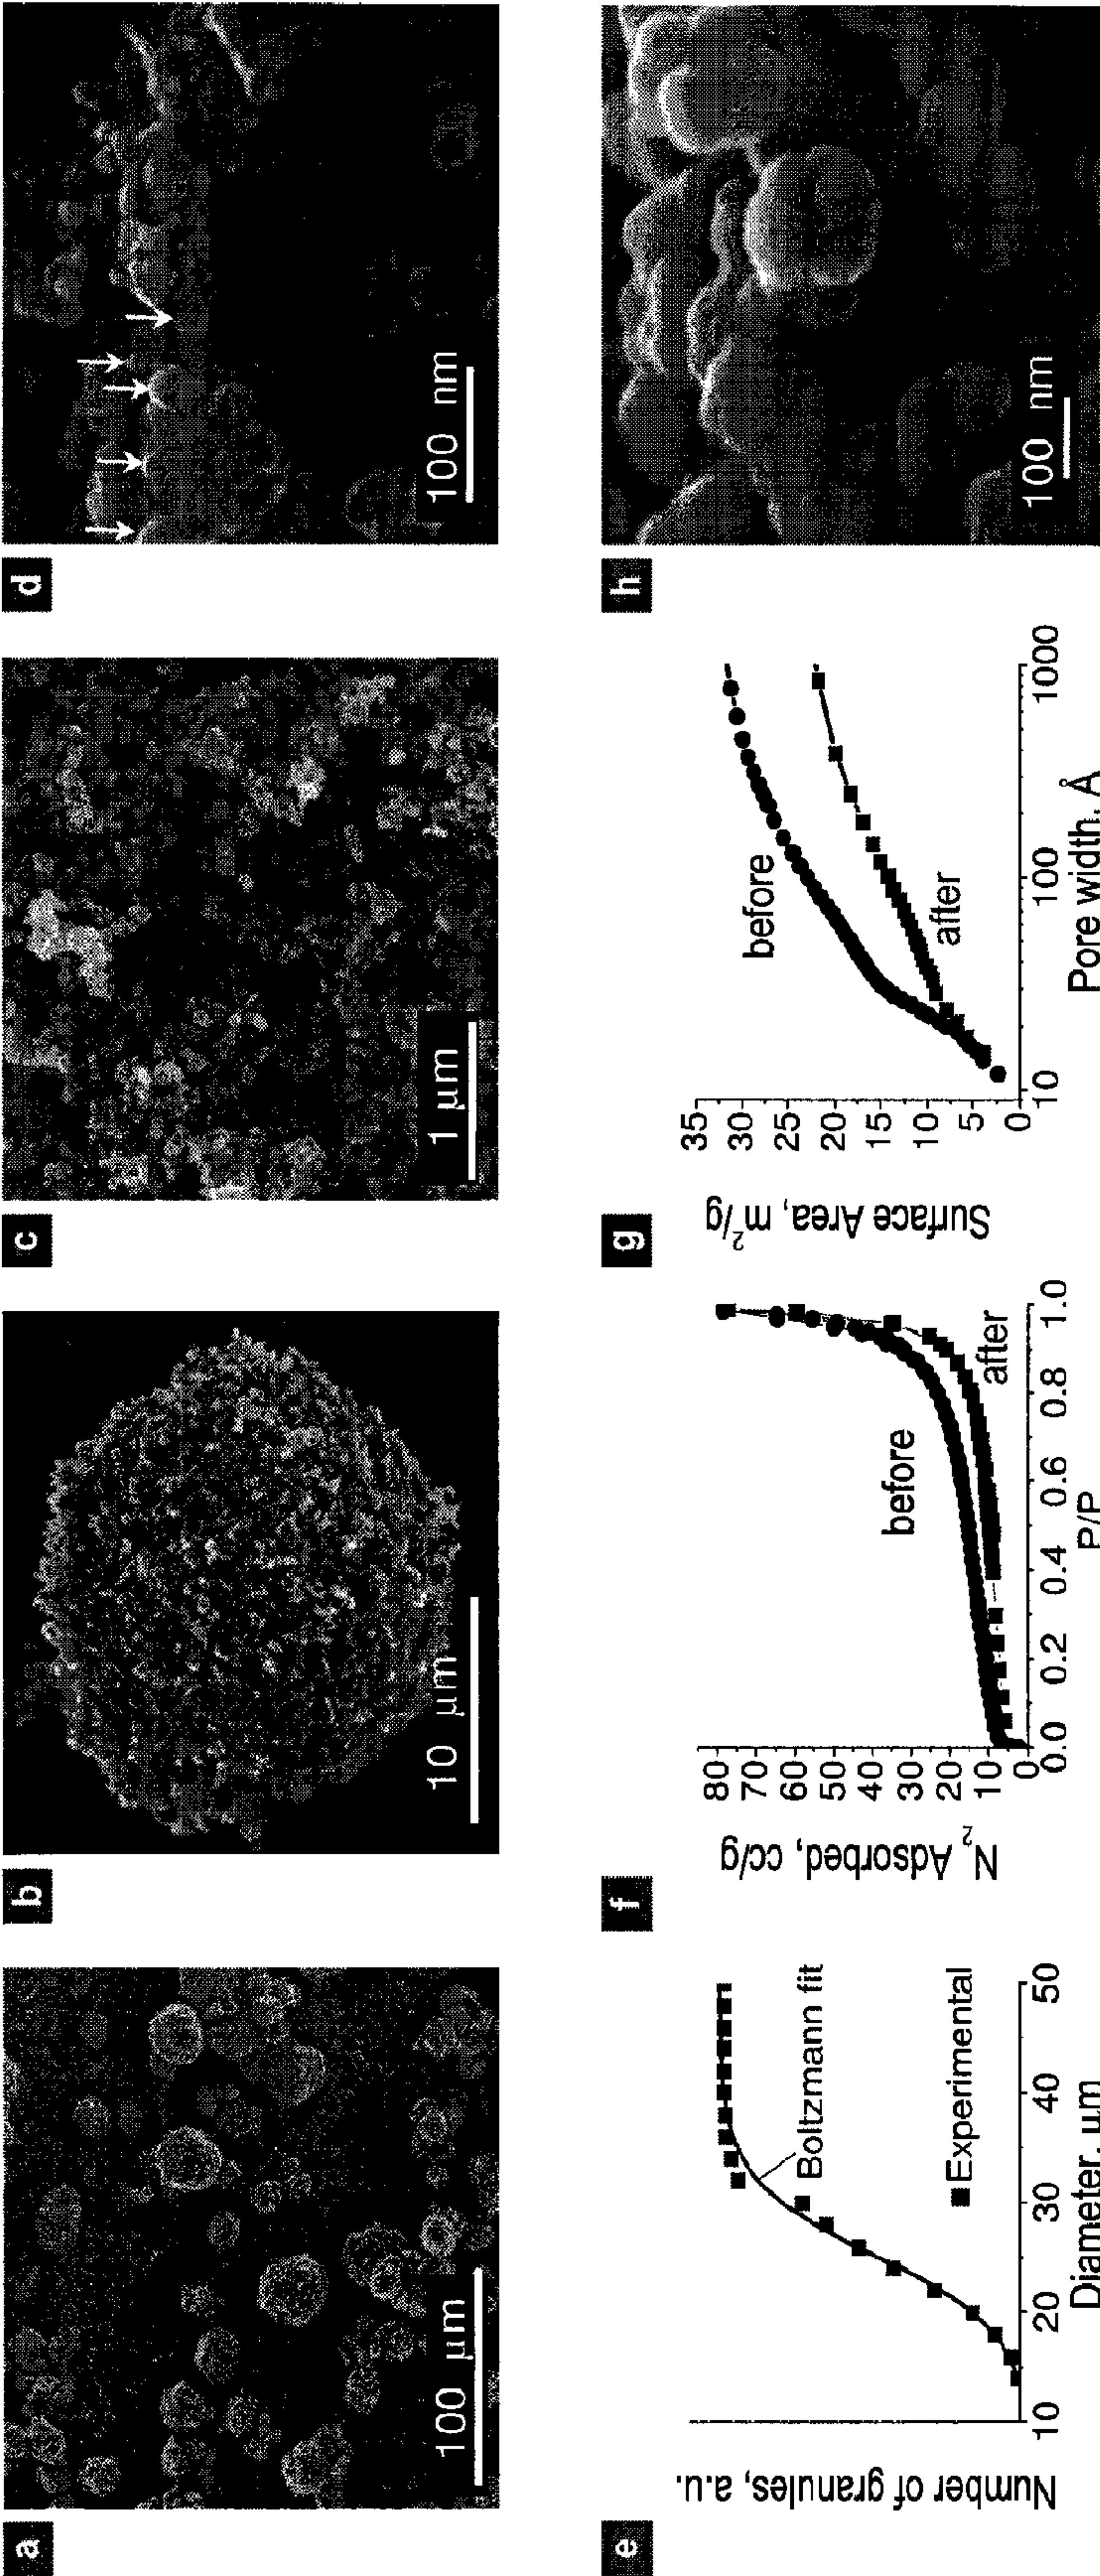 a
100 μm
b
10 μm
c
1 μm
d
100 nm
e
Number of granules, a.u.
Boltzmann fit
Experimental
10 20 30 40 50
Diameter, μm
f
N2 Adsorbed, cc/g
80
70
60
50
40
30
20
10
0
before
after
0.0 0.2 0.4 0.6 0.8 1.0
P/P
g
Surface Area, m²/g
35
30
25
20
15
10
5
0
before
after
10 100 1000
Pore width, Å
h
100 nm